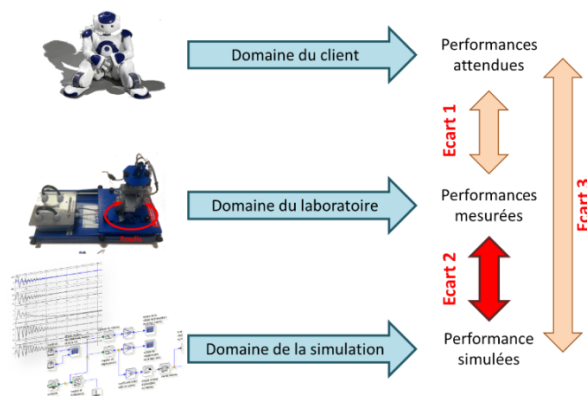 Domaine du client
Performances
attendues
Ecart 1
Ecart 3
Domaine du laboratoire
Performances
mesurées
Ecart 2
Domaine de la simulation
Performance
simulées